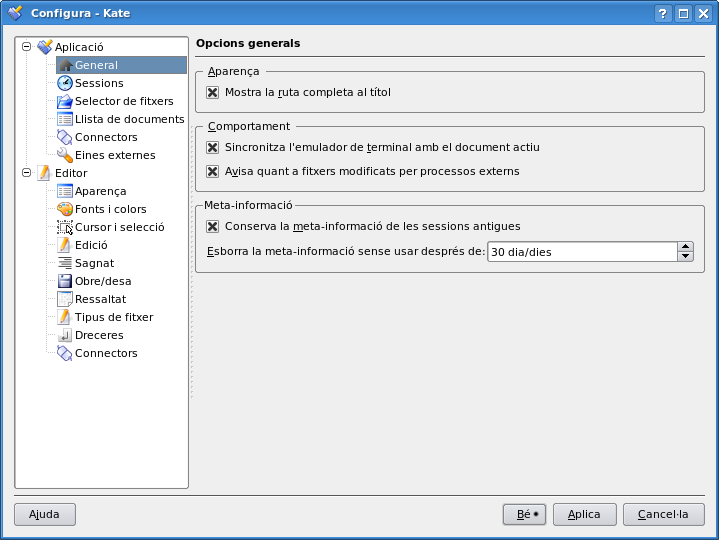 Configura - Kate
Aplicació
General
Sessions
Selector de fitxers
Llista de documents
Connectors
Eines externes
Editor
Aparença
Fonts i colors
Cursor i selecció
Edició
Sagnat
Obre/desa
Ressaltat
Tipus de fitxer
Dreceres
Connectors
Opcions generals
Aparença
Mostra la ruta completa al títol
Comportament
Sincronitza l'emulador de terminal amb el document actiu
Avisa quant a fitxers modificats per processos externs
Meta-informació
Conserva la meta-informació de les sessions antigues
Esborra la meta-informació sense usar després de: 30 dia/dies
Ajuda
Bé
Aplica
Cancel·la